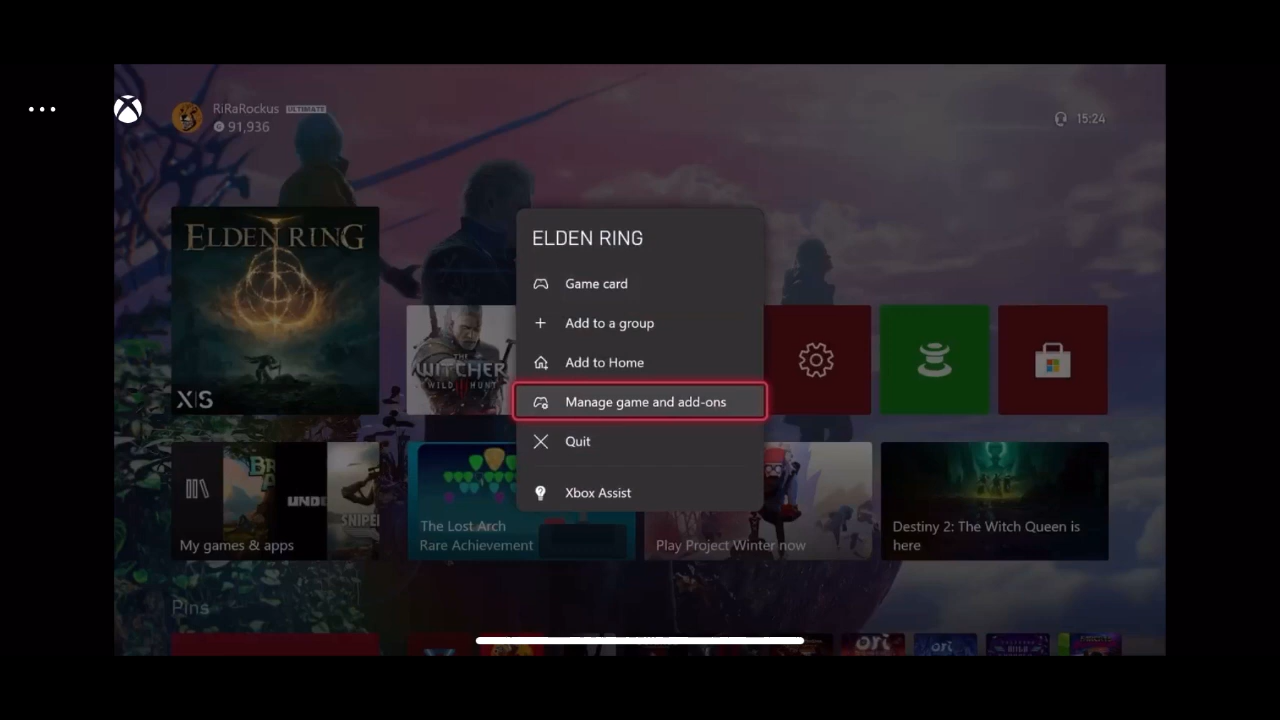 RiRaRockus ULTIMATE
91,936
15:24
ELDEN RING
X|S
THE
WITCHER
WILD HUNT
ELDEN RING
Game card
Add to a group
Add to Home
Manage game and add-ons
Quit
Xbox Assist
My games & apps
The Lost Arch
Rare Achievement
Play Project Winter now
Destiny 2: The Witch Queen is
here
Pins
ori
ori